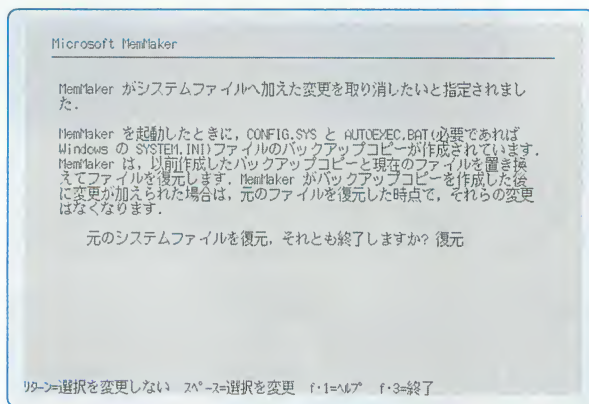 Microsoft MemMaker
MemMaker がシステムファイルへ加えた変更を取り消したいと指定されまし
た.
MemMaker を起動したときに, CONFIG.SYS と AUTOEXEC.BAT(必要であれば
Windows の SYSTEM.INI)ファイルのバックアップコピーが作成されています.
MemMaker は, 以前作成したバックアップコピーと現在のファイルを置き換
えてファイルを復元します. MemMaker がバックアップコピーを作成した後
に変更が加えられた場合は, 元のファイルを復元した時点で, それらの変更
はなくなります.
元のシステムファイルを復元, それとも終了しますか? 復元
ﾘﾀｰﾝ=選択を変更しない ｽﾍﾟｰｽ=選択を変更 f・1=ﾍﾙﾌﾟ f・3=終了